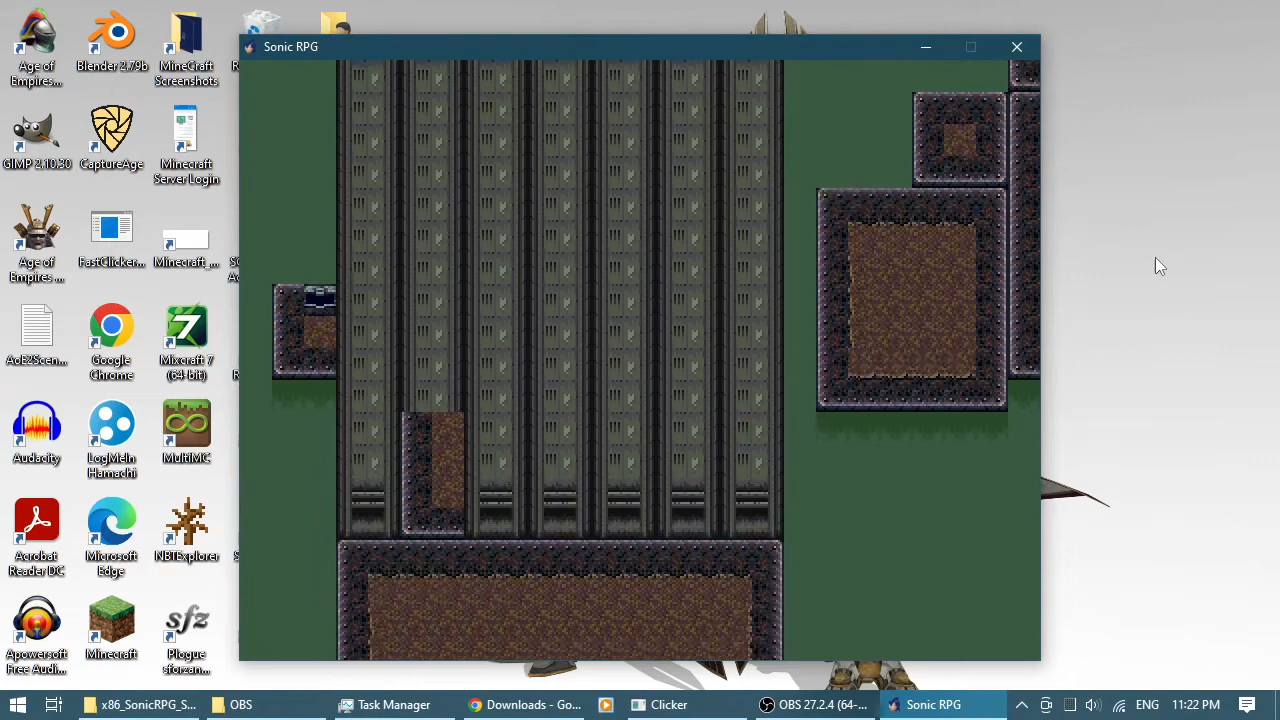 Sonic RPG
Age of
Empires...
Blender 2.79b
MineCraft
Screenshots
GIMP 2.10.30
CaptureAge
Minecraft
Server Login
Age of
Empires ...
FastClicker...
Minecraft_...
AoE2Scen...
Google
Chrome
Mixcraft 7
(64-bit)
Audacity
LogMeIn
Hamachi
MultiMC
Acrobat
Reader DC
Microsoft
Edge
NBTExplorer
Apowersoft
Free Audi...
Minecraft
sfz
Plogue
sforzan...
x86_SonicRPG_S...
OBS
Task Manager
Downloads - Go...
Clicker
OBS 27.2.4 (64-...
Sonic RPG
ENG
11:22 PM